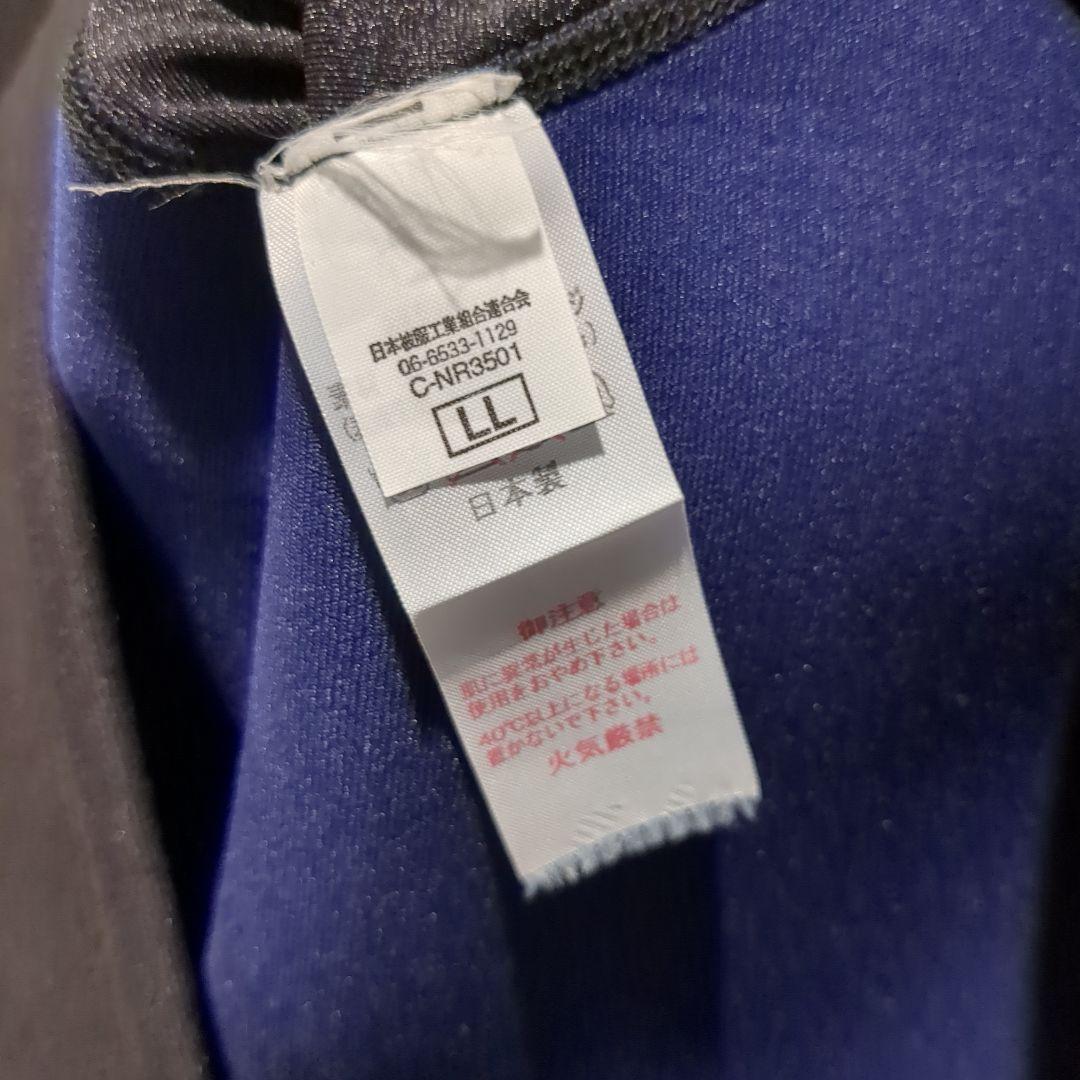 日本被服工業組合連合会
06-6533-1129
C-NR3501
LL
日本製
御注意
肌に異常が生じた場合は
使用をおやめ下さい。
40℃以上になる場所には
置かないで下さい。
火気厳禁